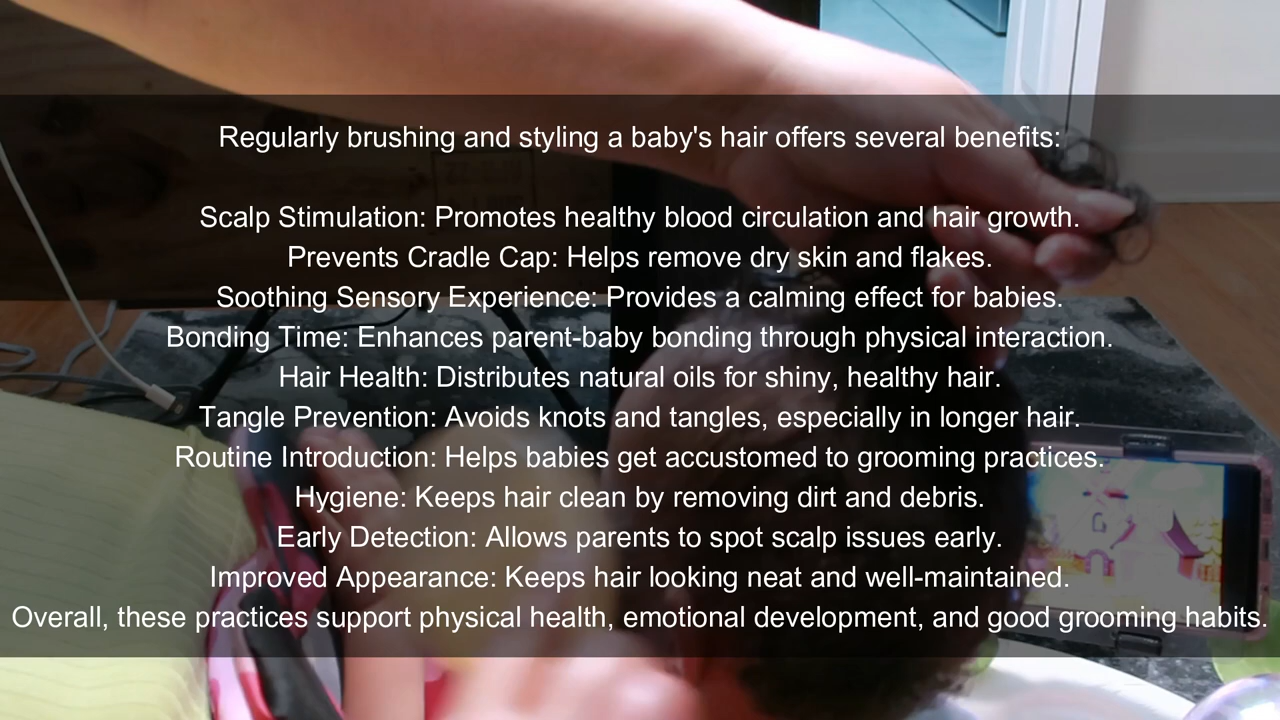 Regularly brushing and styling a baby's hair offers several benefits:
Scalp Stimulation: Promotes healthy blood circulation and hair growth.
Prevents Cradle Cap: Helps remove dry skin and flakes.
Soothing Sensory Experience: Provides a calming effect for babies.
Bonding Time: Enhances parent-baby bonding through physical interaction.
Hair Health: Distributes natural oils for shiny, healthy hair.
Tangle Prevention: Avoids knots and tangles, especially in longer hair.
Routine Introduction: Helps babies get accustomed to grooming practices.
Hygiene: Keeps hair clean by removing dirt and debris.
Early Detection: Allows parents to spot scalp issues early.
Improved Appearance: Keeps hair looking neat and well-maintained.
Overall, these practices support physical health, emotional development, and good grooming habits.